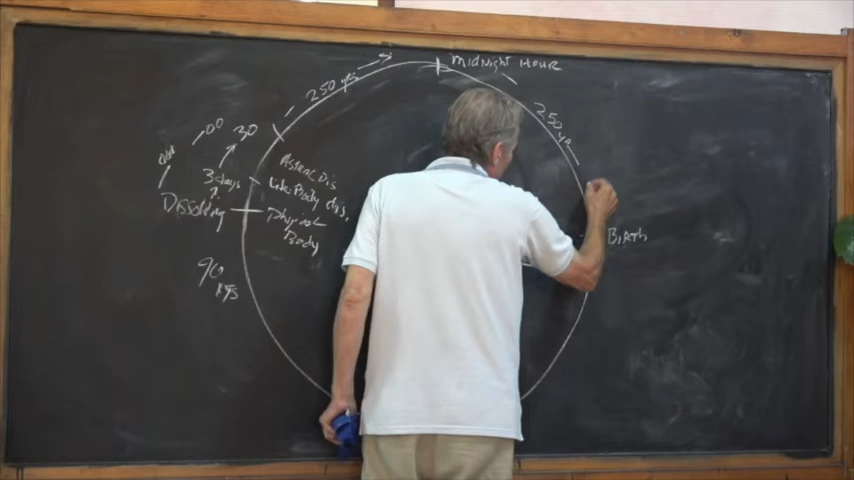 Midnight Hour
250 yrs
250 yrs
30
Astral Dis
3 days
Life Body dis.
Dissolving
Physical
Body
Birth
90
yrs